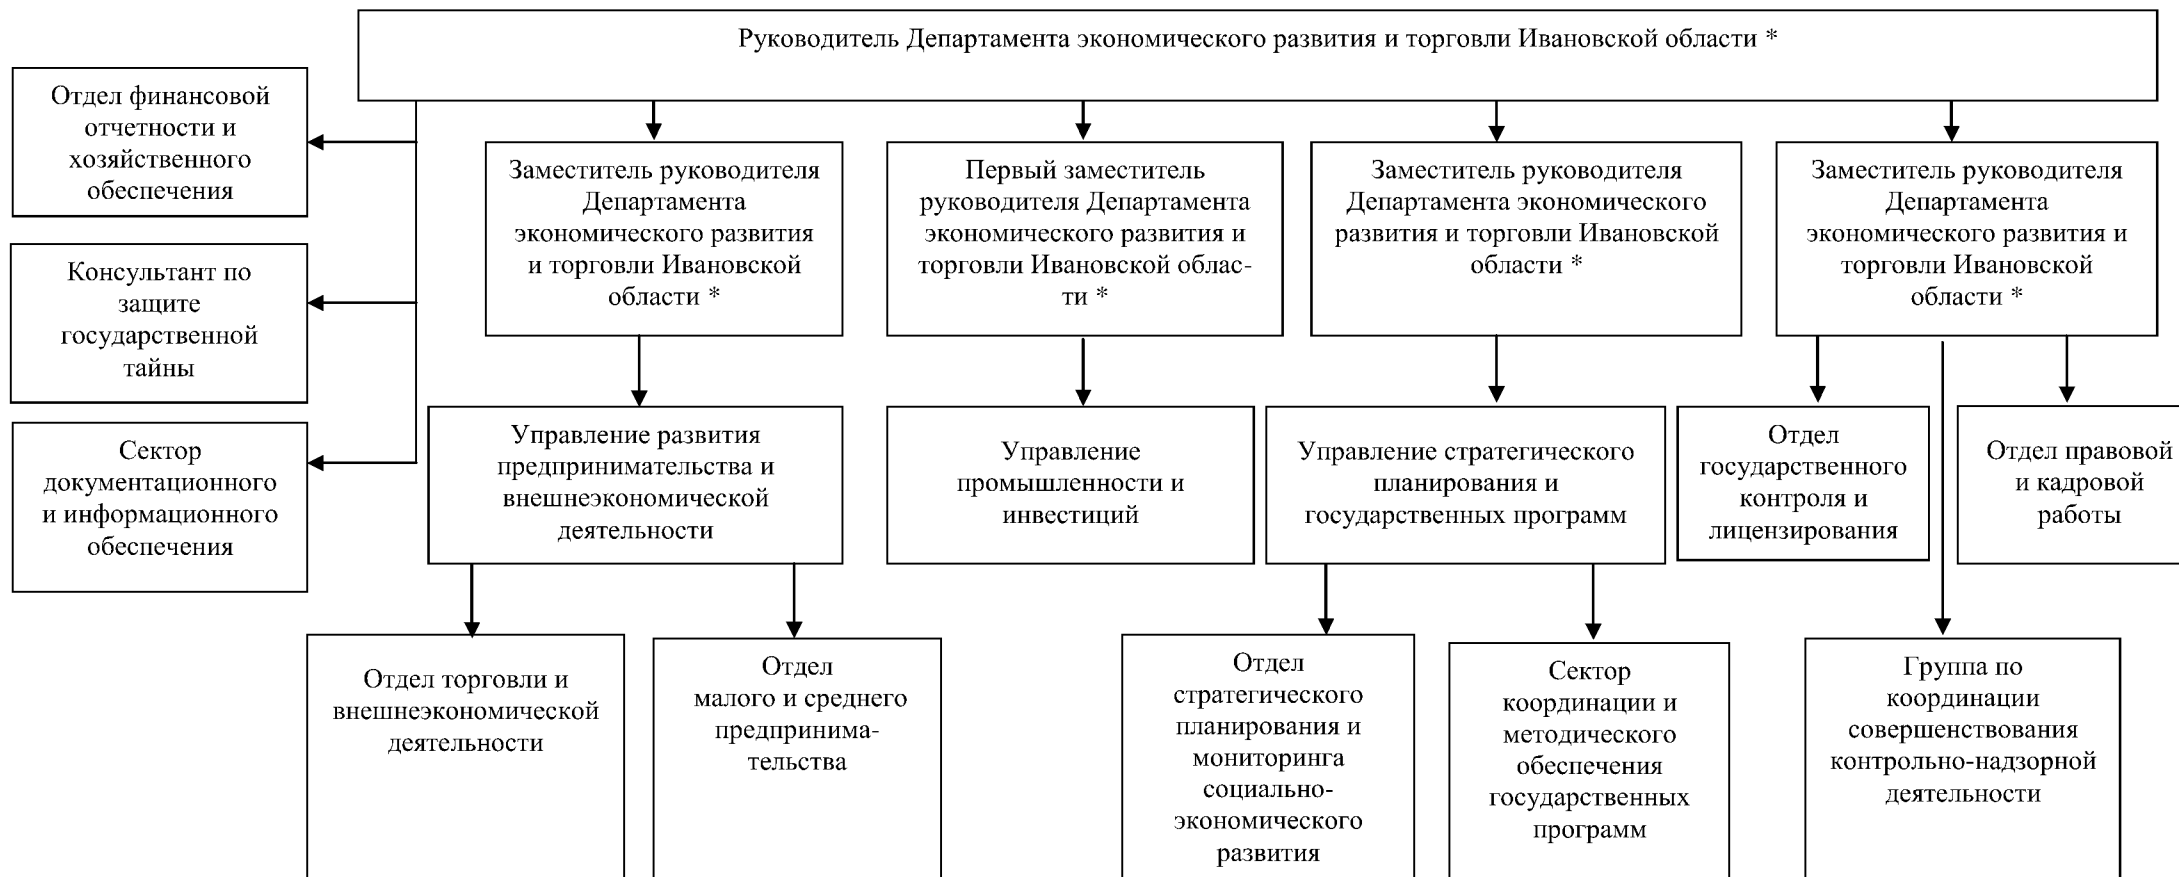 Руководитель Департамента экономического развития и торговли Ивановской области *
Отдел финансовой
отчетности и
хозяйственного
обеспечения
Консультант по
защите
государственной
тайны
Сектор
документационного
и информационного
обеспечения
Заместитель руководителя
Департамента
экономического развития
и торговли Ивановской
области *
Первый заместитель
руководителя Департамента
экономического развития и
торговли Ивановской облас-
ти *
Заместитель руководителя
Департамента экономического
развития и торговли Ивановской
области *
Заместитель руководителя
Департамента
экономического развития и
торговли Ивановской
области *
Управление развития
предпринимательства и
внешнеэкономической
деятельности
Управление
промышленности и
инвестиций
Управление стратегического
планирования и
государственных программ
Отдел
государственного
контроля и
лицензирования
Отдел правовой
и кадровой
работы
Отдел торговли и
внешнеэкономической
деятельности
Отдел
малого и среднего
предпринима-
тельства
Отдел
стратегического
планирования и
мониторинга
социально-
экономического
развития
Сектор
координации и
методического
обеспечения
государственных
программ
Группа по
координации
совершенствования
контрольно-надзорной
деятельности